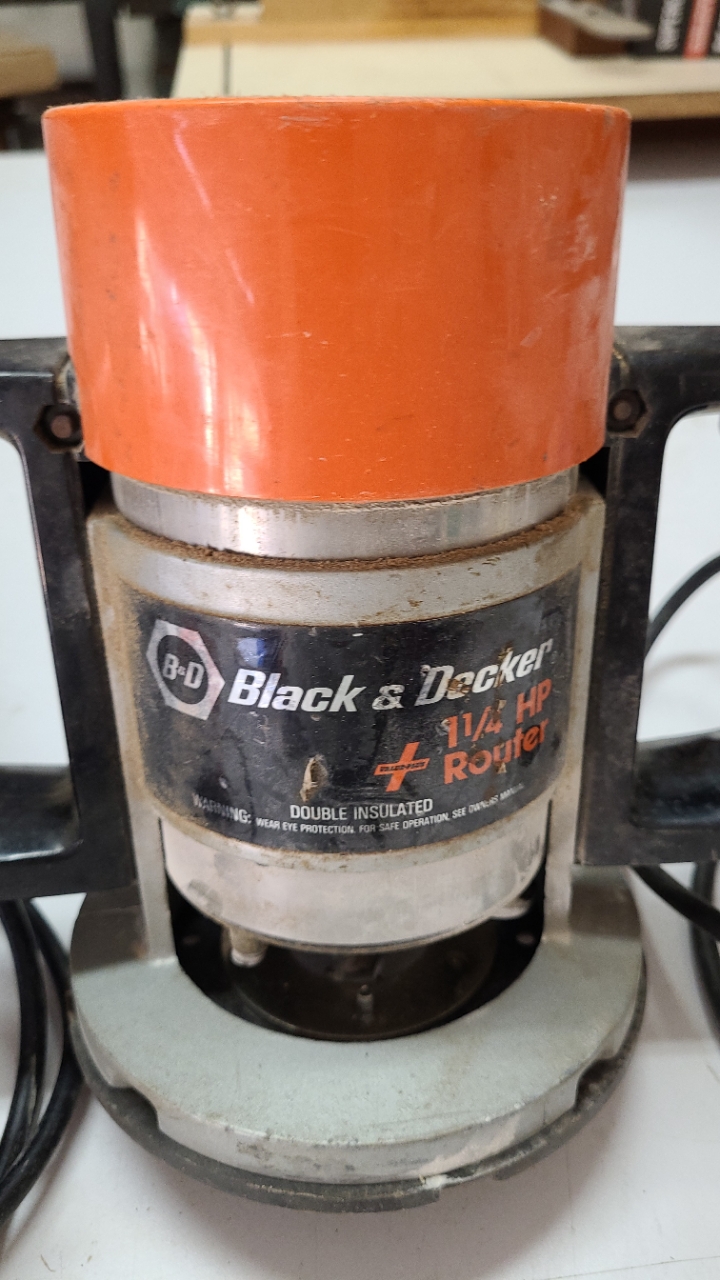 B&D Black & Decker
1 1/4 HP
Router
DOUBLE INSULATED
WARNING: WEAR EYE PROTECTION. FOR SAFE OPERATION, SEE OWNERS MANUAL